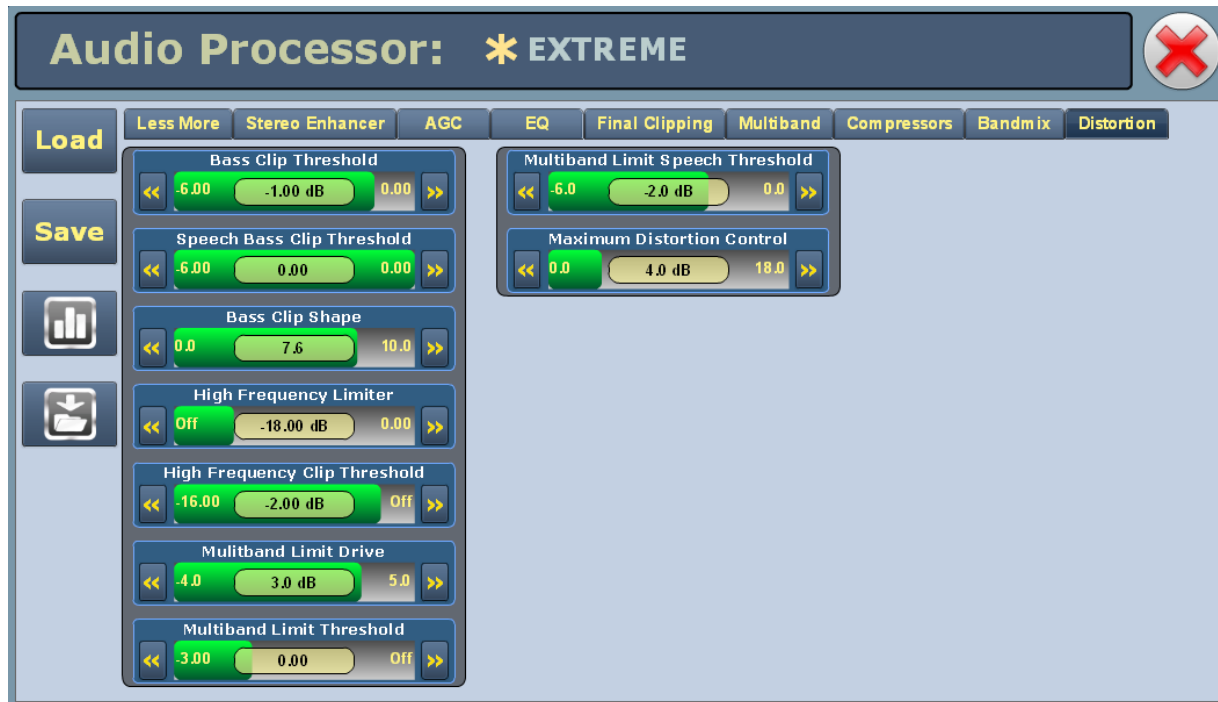 Audio Processor: * EXTREME
Load
Save
Less More Stereo Enhancer AGC EQ Final Clipping Multiband Compressors Bandmix Distortion
Bass Clip Threshold
« -6.00 -1.00 dB 0.00 »
Speech Bass Clip Threshold
« -6.00 0.00 0.00 »
Bass Clip Shape
« 0.0 7.6 10.0 »
High Frequency Limiter
« Off -18.00 dB 0.00 »
High Frequency Clip Threshold
« -16.00 -2.00 dB Off »
Mulitband Limit Drive
« -4.0 3.0 dB 5.0 »
Multiband Limit Threshold
« -3.00 0.00 Off »
Multiband Limit Speech Threshold
« -6.0 -2.0 dB 0.0 »
Maximum Distortion Control
« 0.0 4.0 dB 18.0 »